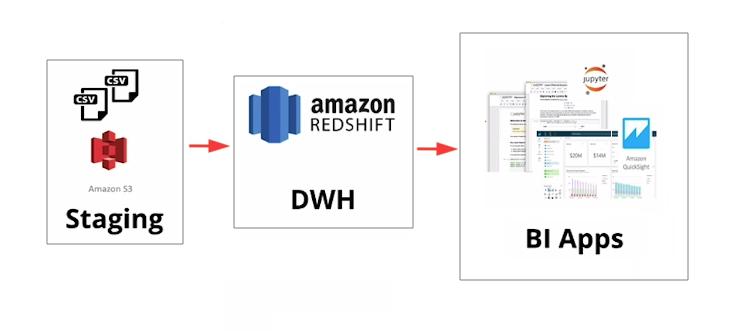 CSV
CSV
Amazon S3
Staging
amazon
REDSHIFT
DWH
jupyter
$20M
$14M
Amazon
QuickSight
BI Apps